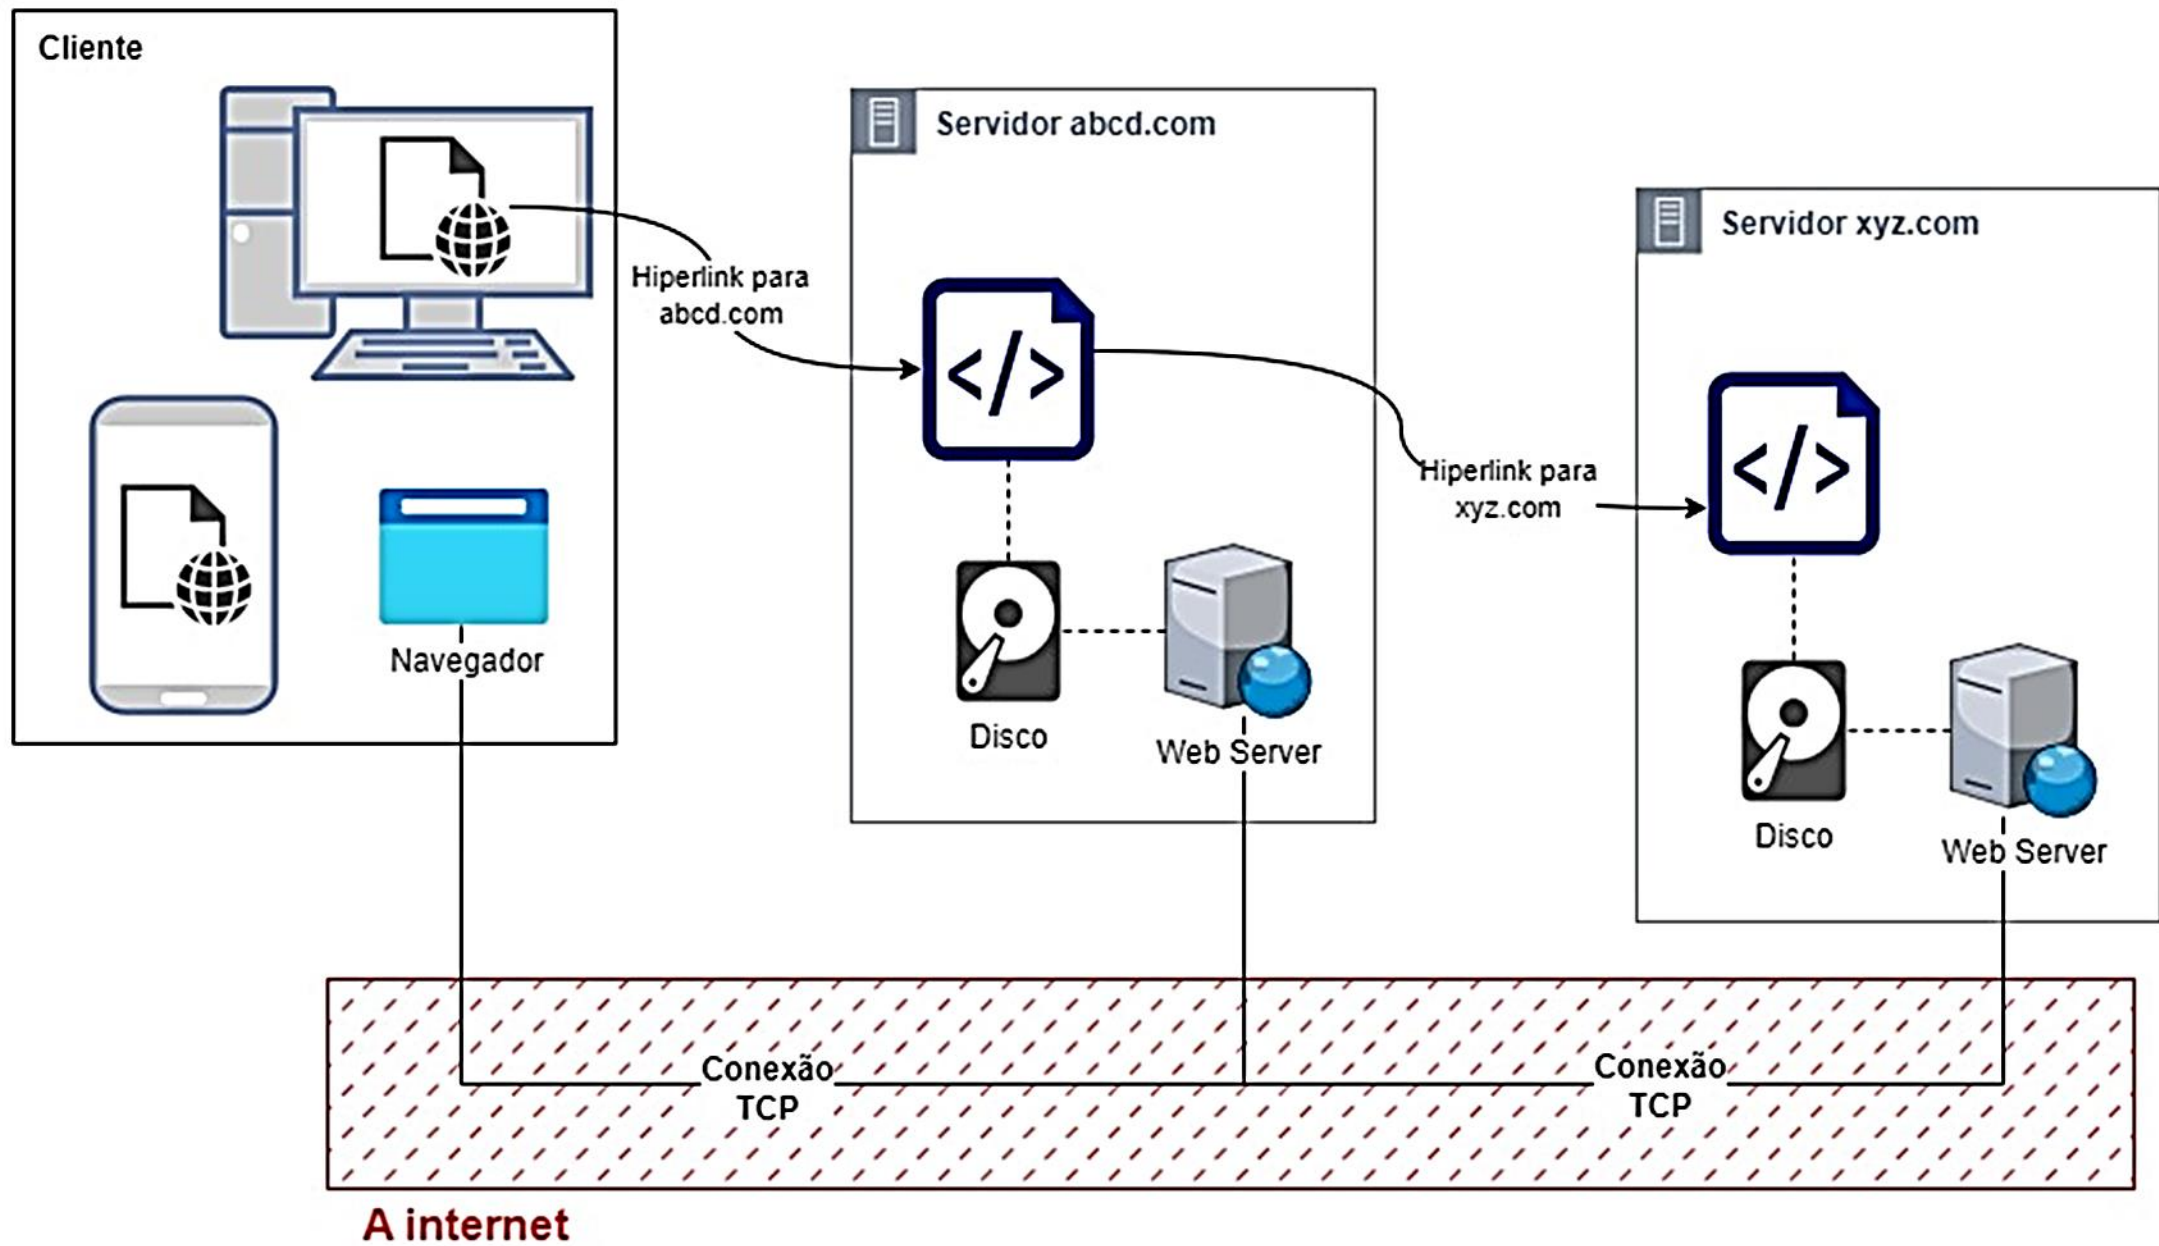 Cliente
Servidor abcd.com
Servidor xyz.com
Hiperlink para
abcd.com
</>
Hiperlink para
xyz.com
</>
Navegador
Disco
Web Server
Disco
Web Server
Conexão
TCP
Conexão
TCP
A internet